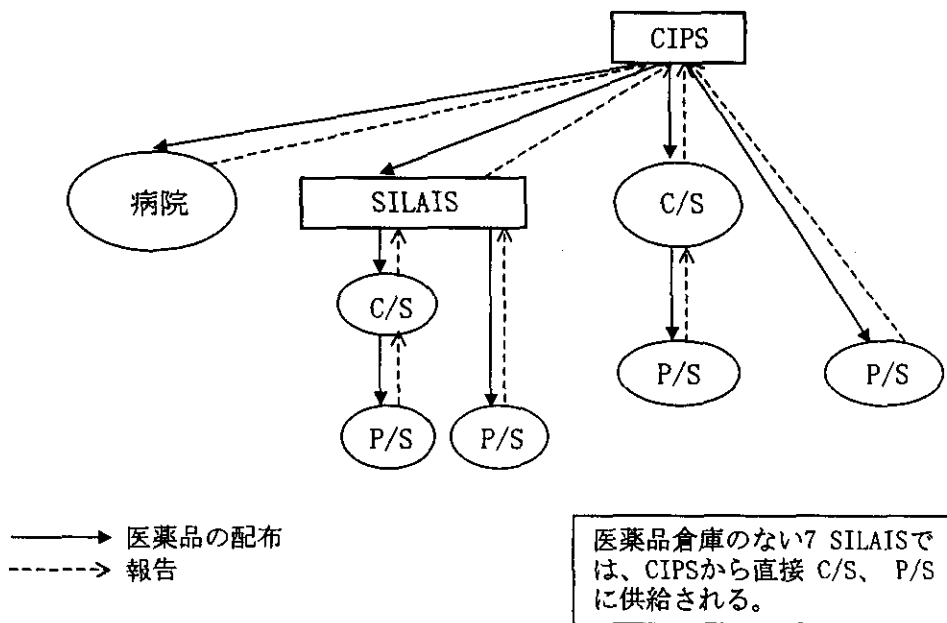 CIPS
病院
SILAIS
C/S
C/S
P/S
P/S
P/S
P/S
医薬品の配布
報告
医薬品倉庫のない7 SILAISで
は、CIPSから直接 C/S、 P/S
に供給される。